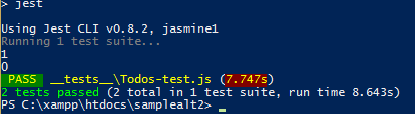 > jest
Using Jest CLI v0.8.2, jasmine1
Running 1 test suite...
1
0
PASS __tests__\Todos-test.js (7.747s)
2 tests passed (2 total in 1 test suite, run time 8.643s)
PS C:\xampp\htdocs\samplealt2> _